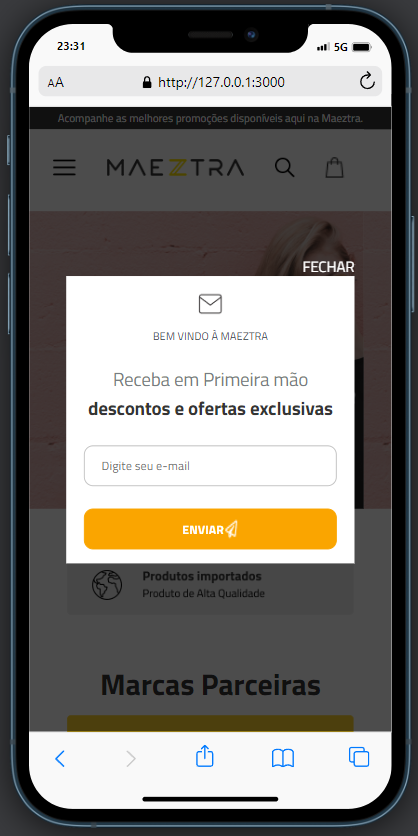 23:31
5G
AA
http://127.0.0.1:3000
Acompanhe as melhores promoções disponíveis aqui na Maeztra.
MAEZTRA
FECHAR
BEM VINDO À MAEZTRA
Receba em Primeira mão
descontos e ofertas exclusivas
Digite seu e-mail
ENVIAR
Produtos importados
Produto de Alta Qualidade
Marcas Parceiras